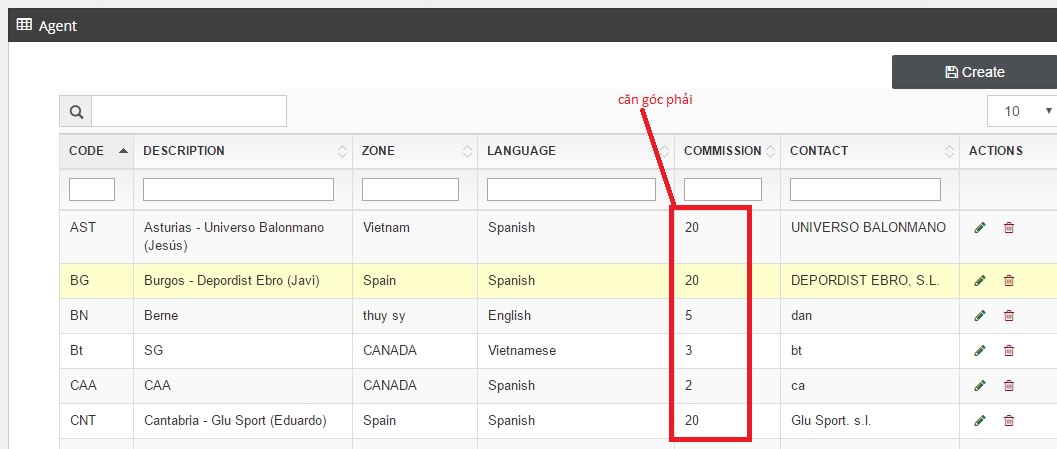 Agent
Create
căn góc phải
10
CODE DESCRIPTION ZONE LANGUAGE COMMISSION CONTACT ACTIONS
AST Asturias - Universo Balonmano (Jesús) Vietnam Spanish 20 UNIVERSO BALONMANO
BG Burgos - Depordist Ebro (Javi) Spain Spanish 20 DEPORDIST EBRO, S.L.
BN Berne thuy sy English 5 dan
Bt SG CANADA Vietnamese 3 bt
CAA CAA CANADA Spanish 2 ca
CNT Cantabria - Glu Sport (Eduardo) Spain Spanish 20 Glu Sport. s.l.